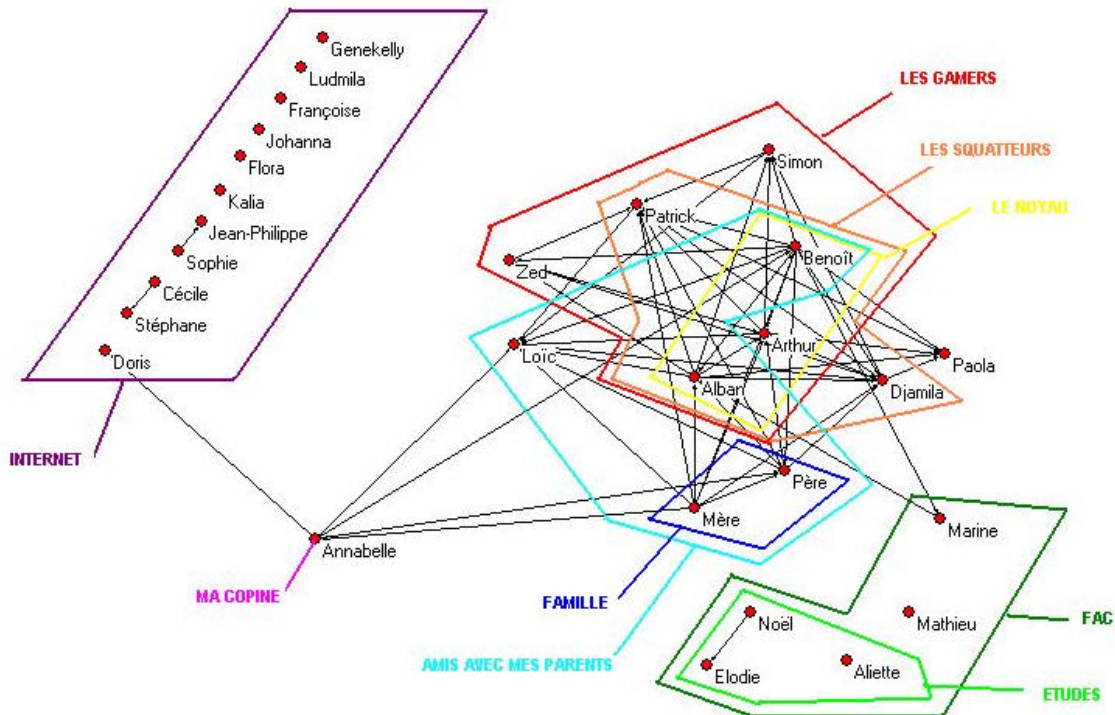 Genekelly
Ludmila
LES GAMERS
Françoise
Johanna
Simon
LES SQUATTEURS
Flora
Kalia
LE NOYAU
Patrick
Jean-Philippe
Benoît
Sophie
Zed
Cécile
Stéphane
Arthur
Doris
Loïc
Paola
Alban
Djamila
INTERNET
Père
Mère
Marine
Annabelle
MA COPINE
FAMILLE
Noël
Mathieu
FAC
AMIS AVEC MES PARENTS
Elodie
Aliette
ETUDES